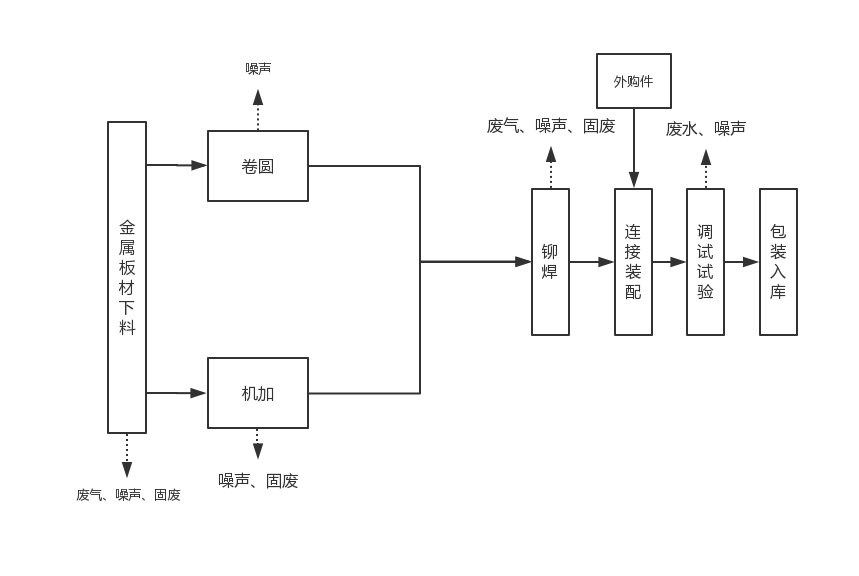 噪声
外购件
废气、噪声、固废
废水、噪声
卷圆
金属板材下料
铆焊
连接装配
调试试验
包装入库
机加
噪声、固废
废气、噪声、固废